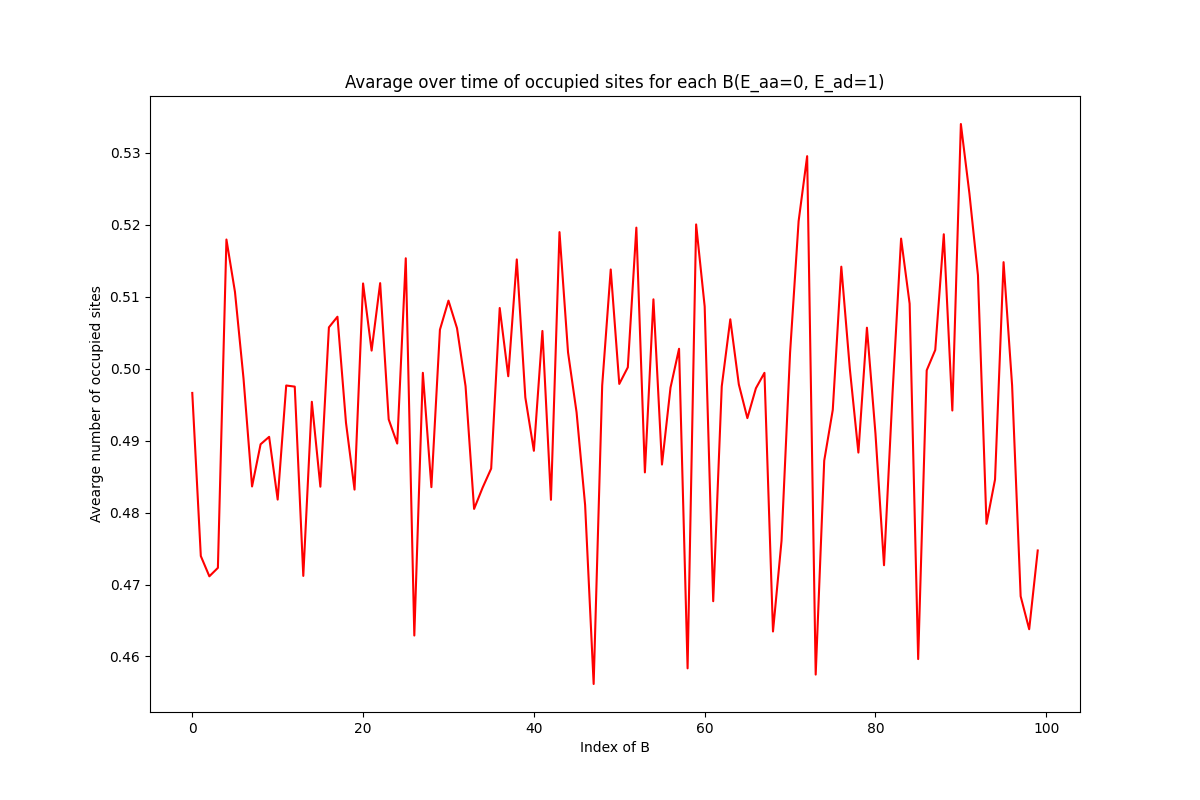 Avarage over time of occupied sites for each B(E_aa=0, E_ad=1)
0.53
0.52
0.51
0.50
0.49
0.48
0.47
0.46
Avearge number of occupied sites
0 20 40 60 80 100
Index of B